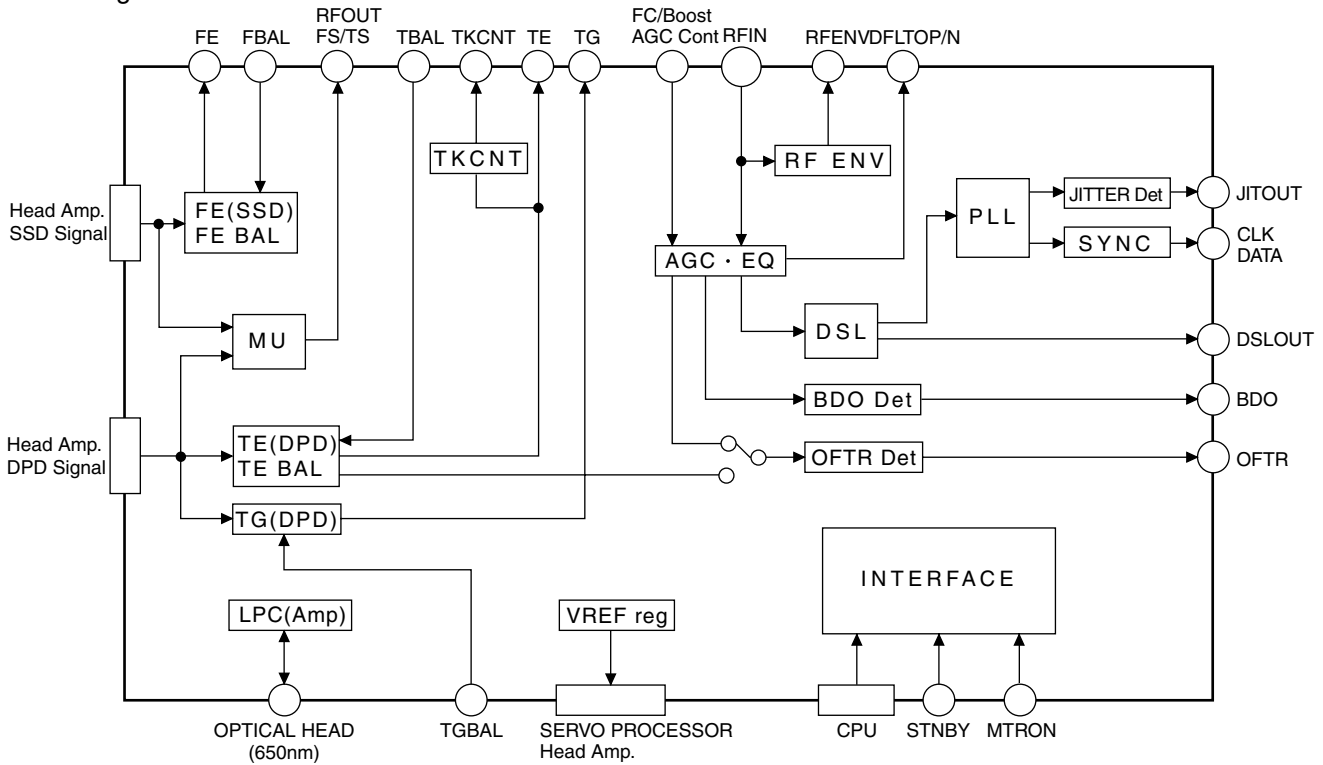 RFOUT
FS/TS
FC/Boost
AGC Cont
FE
FBAL
TBAL
TKCNT
TE
TG
RFIN
RFENV
DFLTOP/N
TKCNT
RF ENV
Head Amp.
SSD Signal
FE(SSD)
FE BAL
PLL
JITTER Det
JITOUT
SYNC
CLK
DATA
AGC · EQ
MU
DSL
DSLOUT
BDO Det
BDO
Head Amp.
DPD Signal
TE(DPD)
TE BAL
OFTR Det
OFTR
TG(DPD)
INTERFACE
LPC(Amp)
VREF reg
OPTICAL HEAD
(650nm)
TGBAL
SERVO PROCESSOR
Head Amp.
CPU
STNBY
MTRON